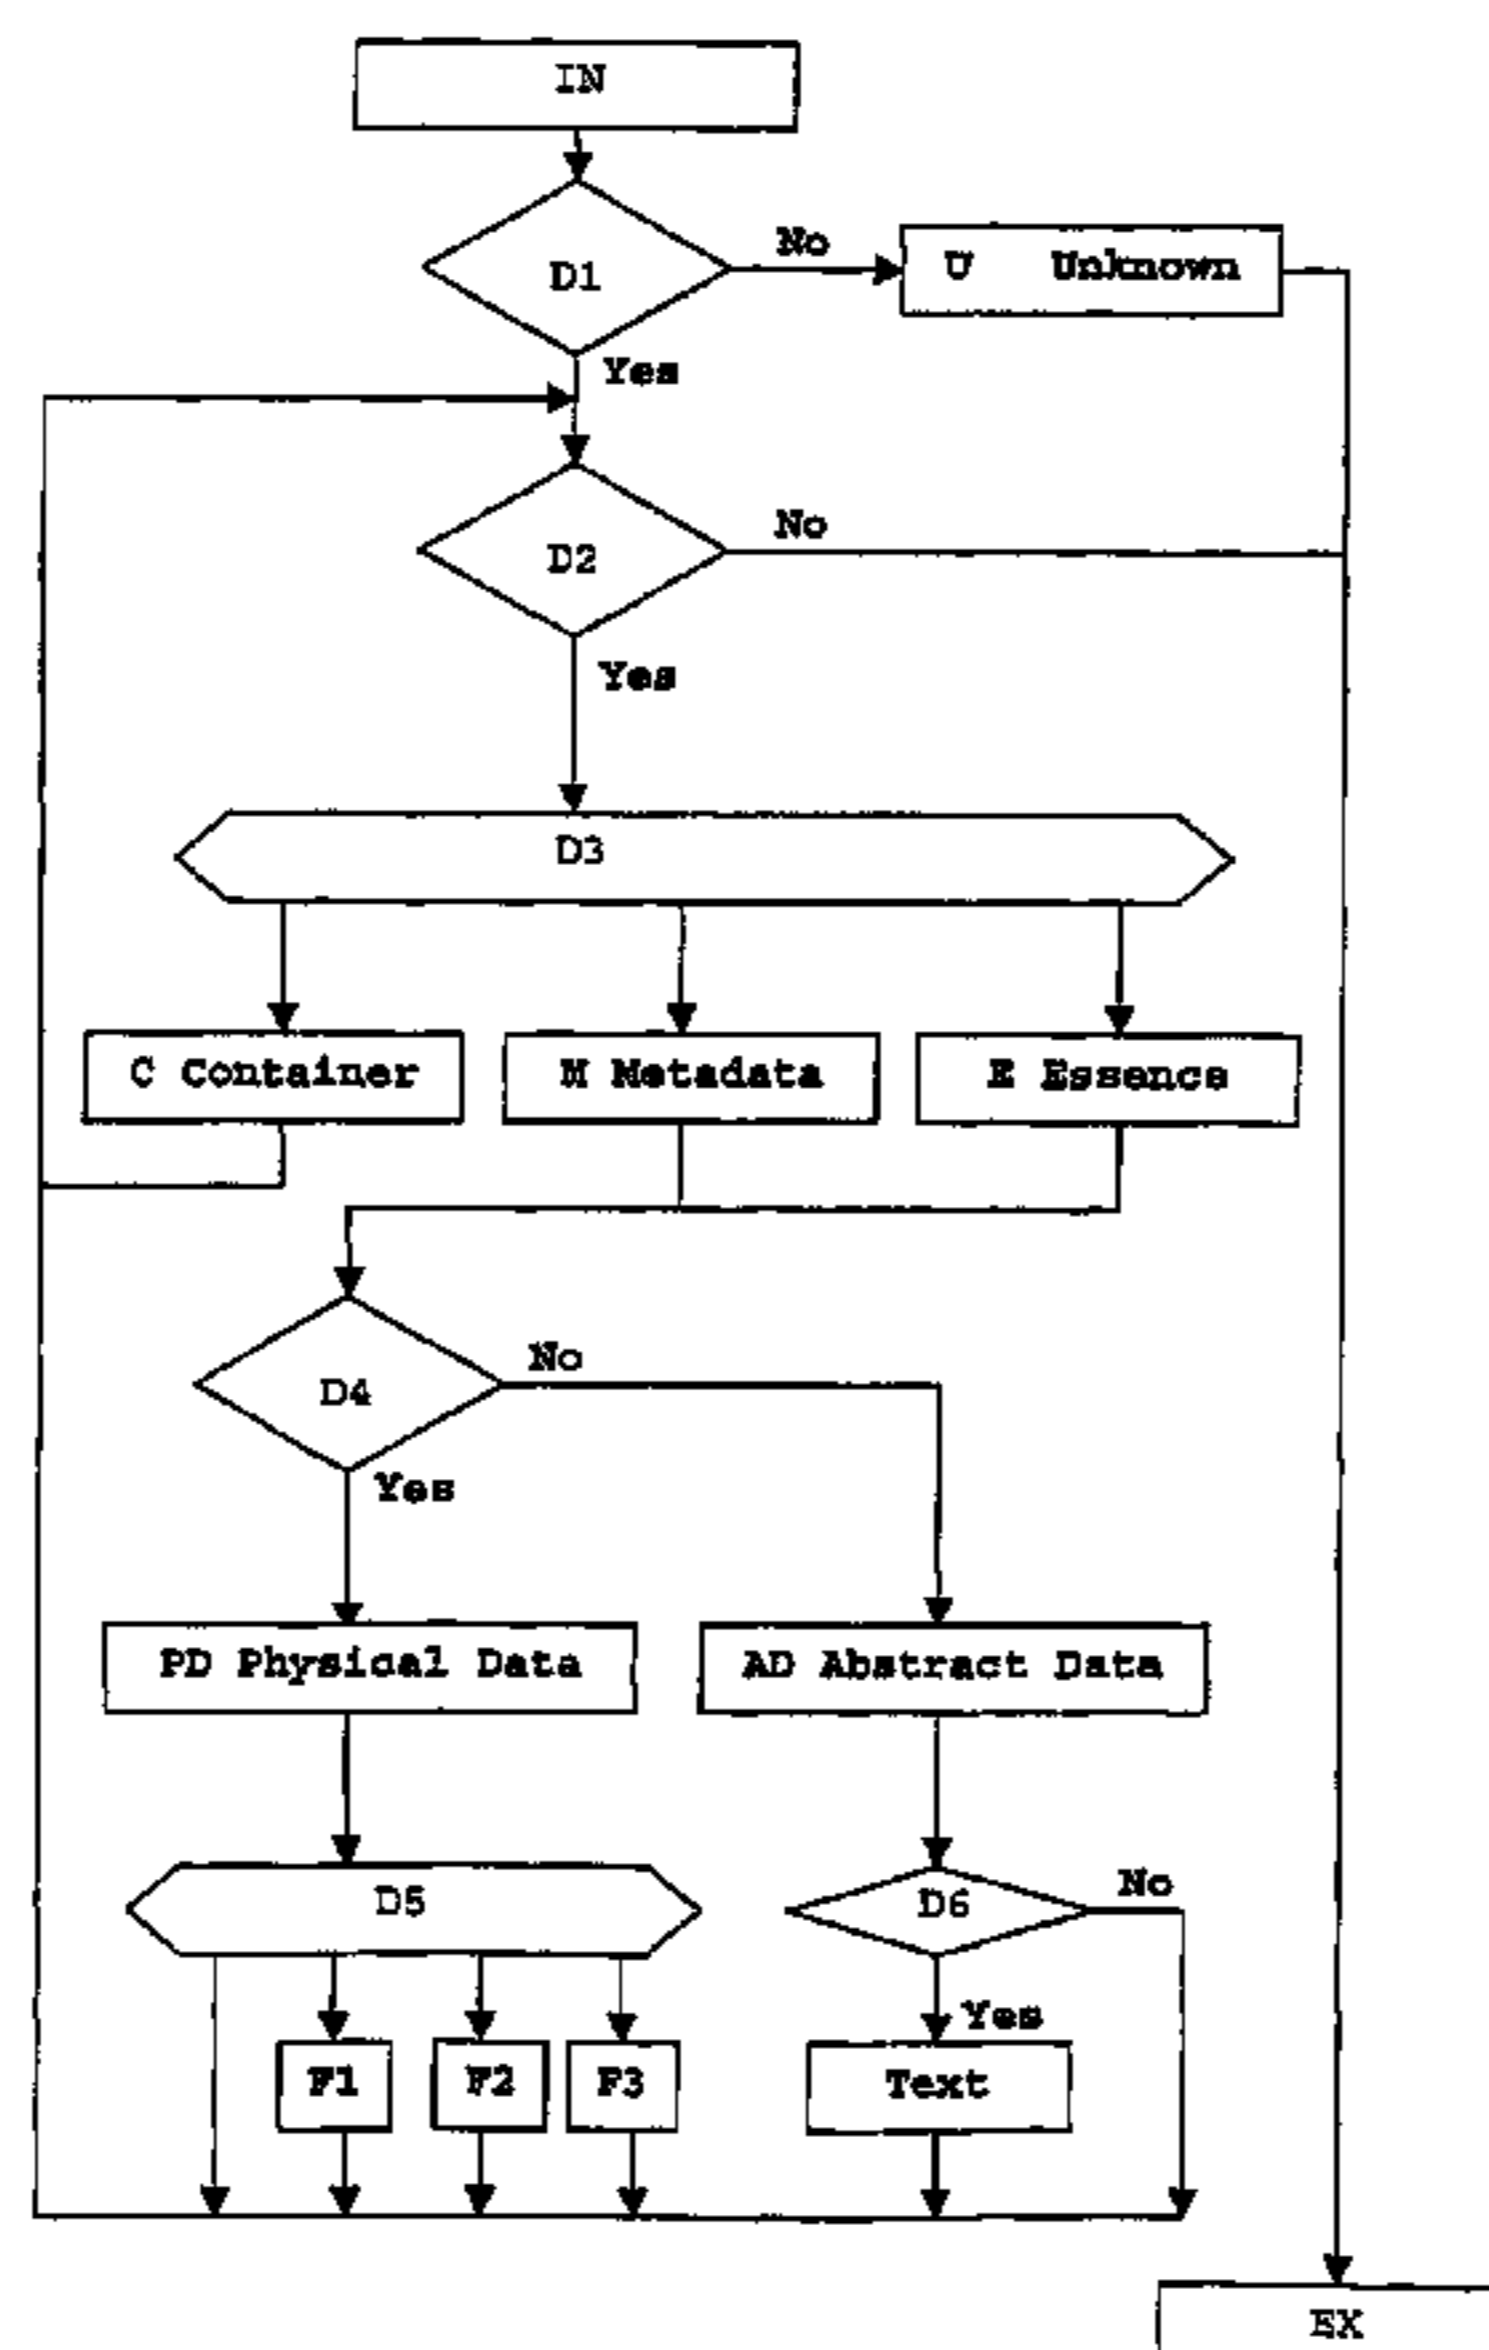 IN
D1
No
U Unknown
Yes
D2
No
Yes
D3
C Container
M Metadata
E Essence
D4
No
Yes
PD Physical Data
AD Abstract Data
D5
D6
No
Yes
F1
F2
F3
Text
EX